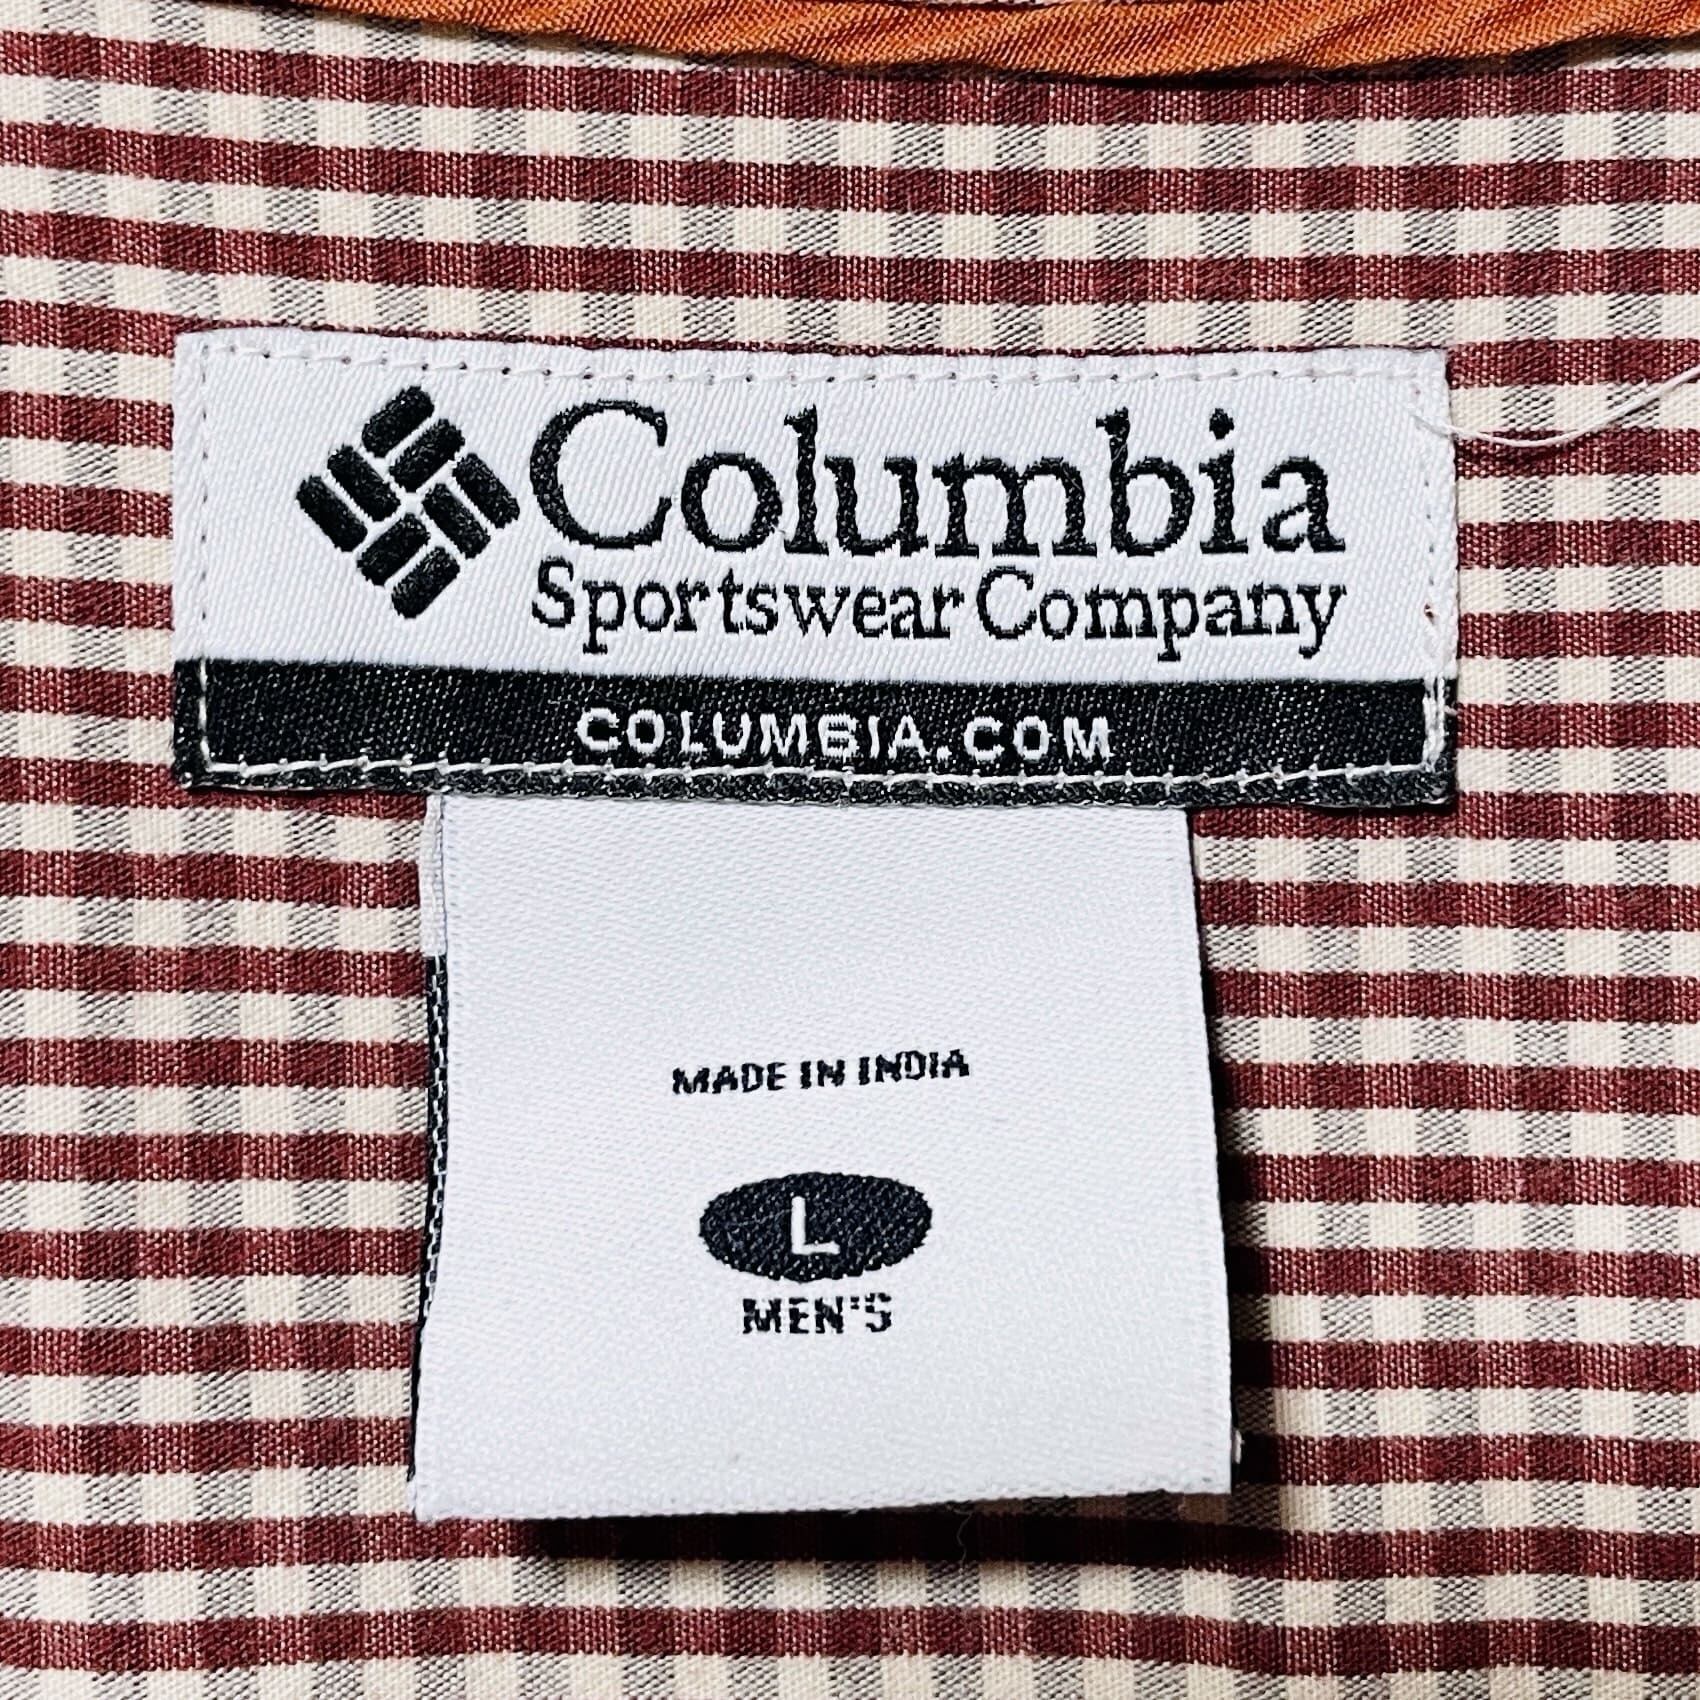 Columbia
Sportswear Company
COLUMBIA.COM
MADE IN INDIA
L
MEN'S